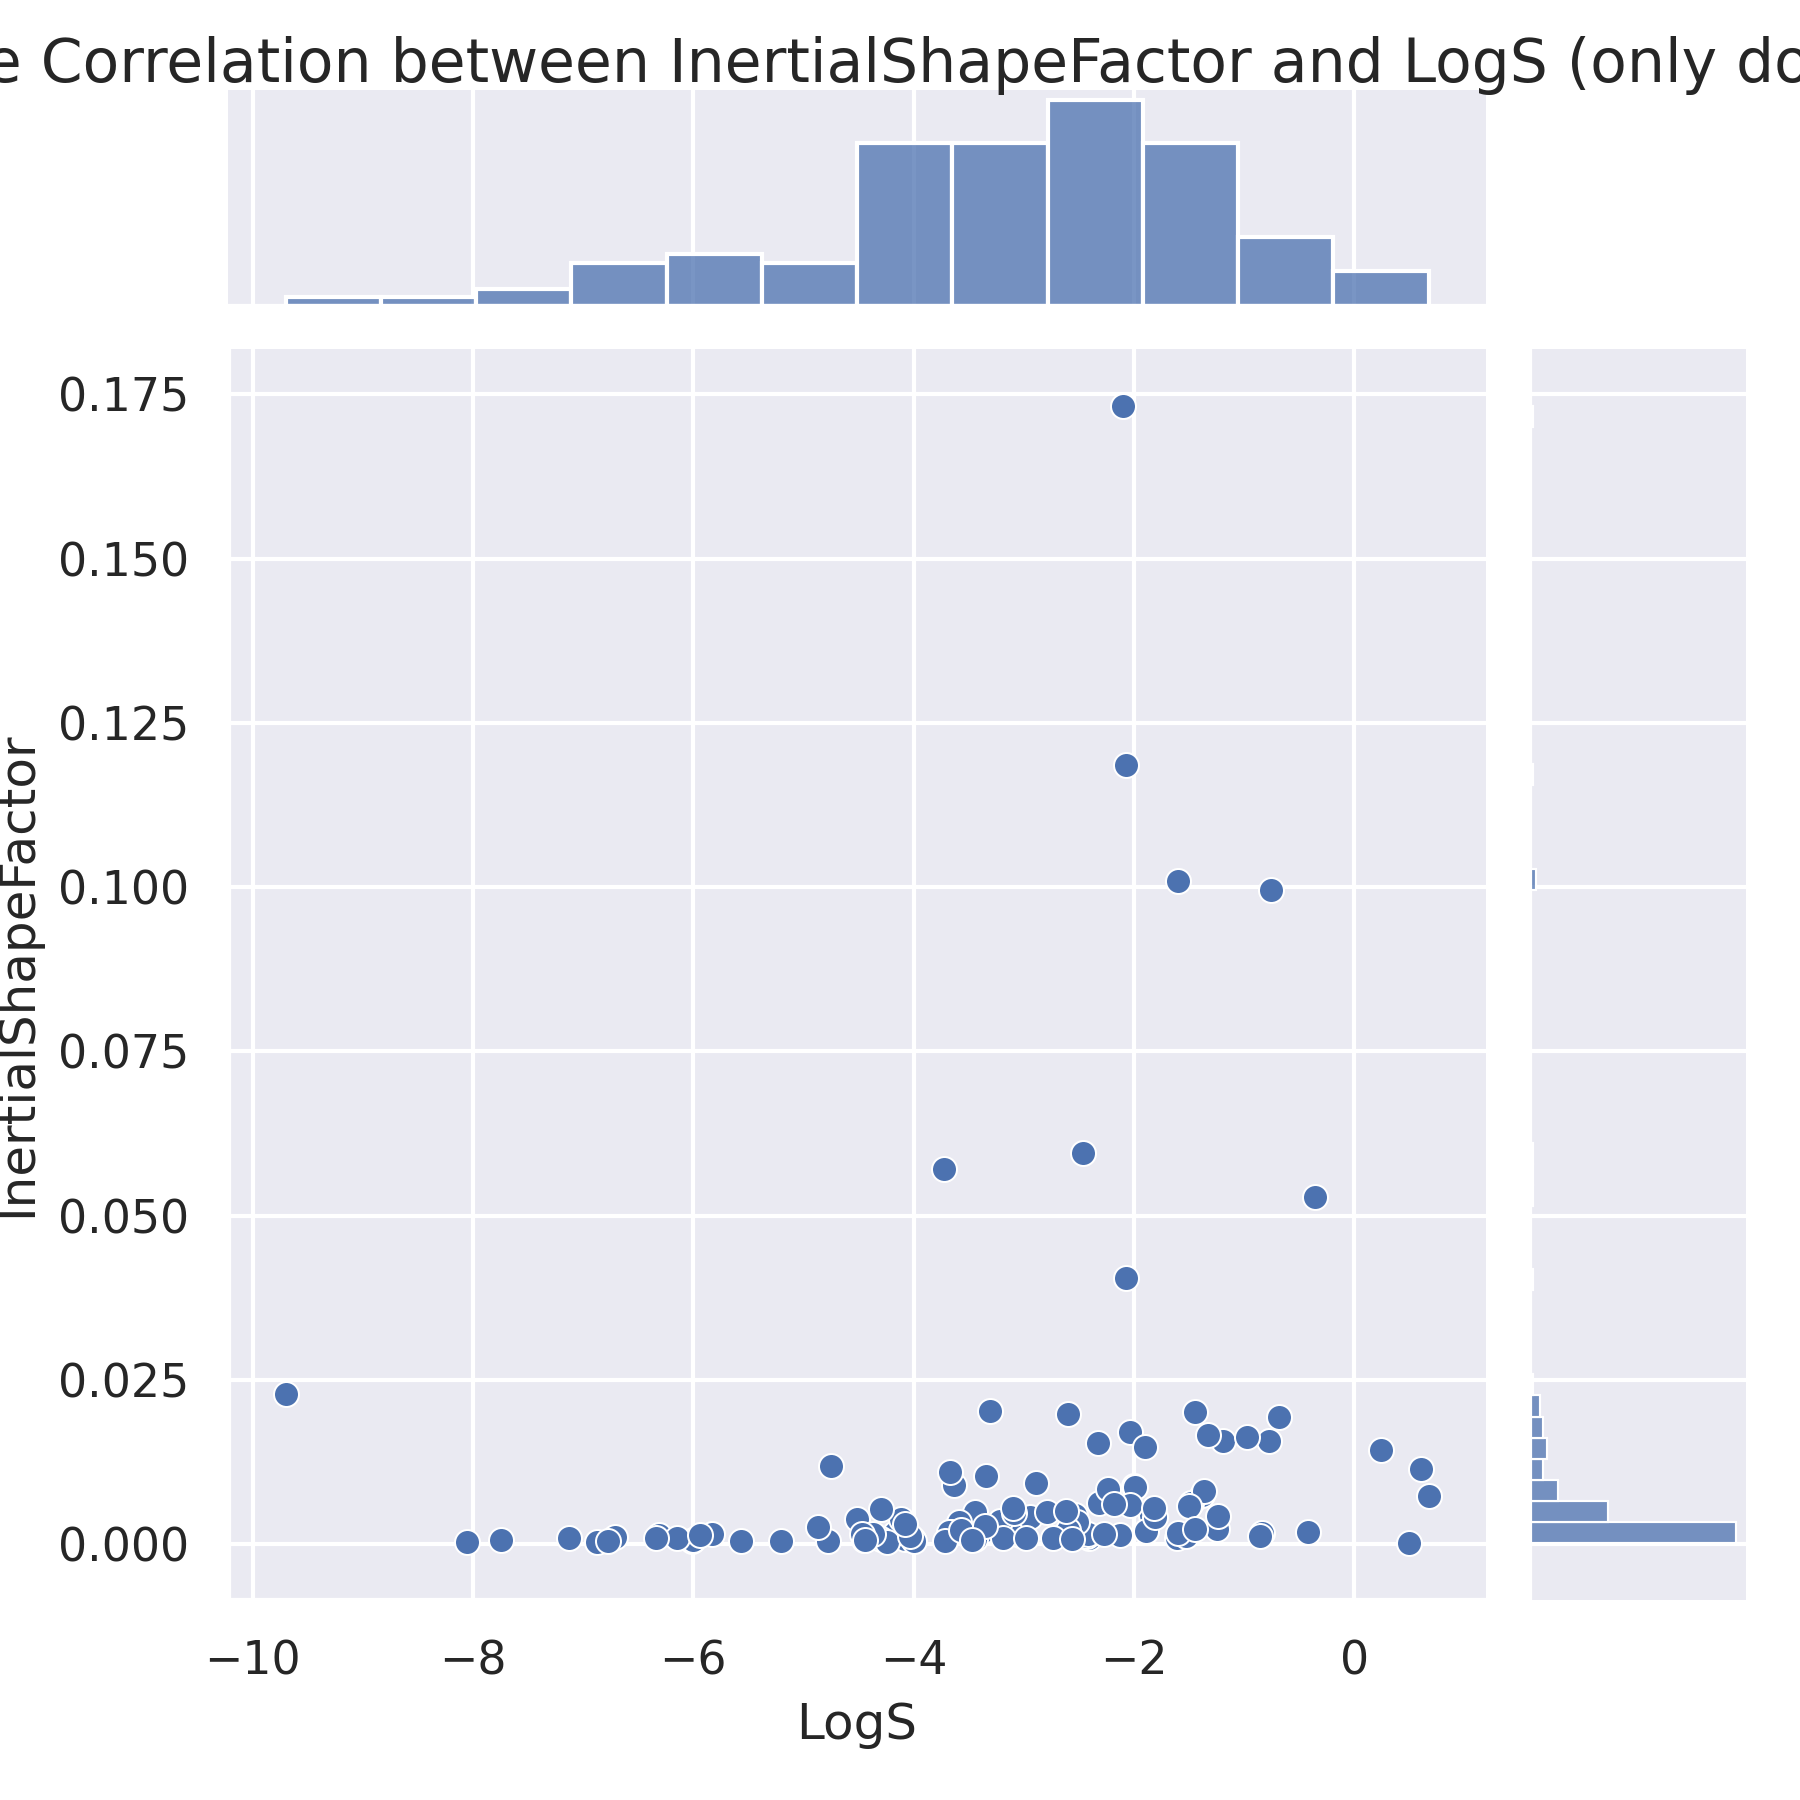 e Correlation between InertialShapeFactor and LogS (only do
0.175
0.150
0.125
0.100
0.075
0.050
0.025
0.000
InertialShapeFactor
−10 −8 −6 −4 −2 0
LogS